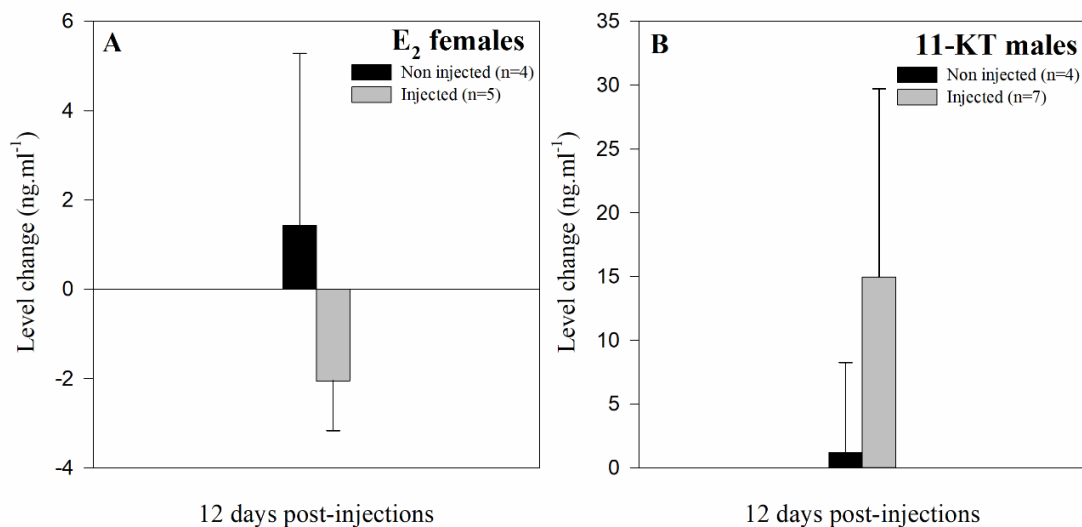 A
E₂ females
Non injected (n=4)
Injected (n=5)
6
4
2
0
-2
-4
Level change (ng.ml⁻¹)
12 days post-injections
B
11-KT males
Non injected (n=4)
Injected (n=7)
35
30
25
20
15
10
5
0
Level change (ng.ml⁻¹)
12 days post-injections